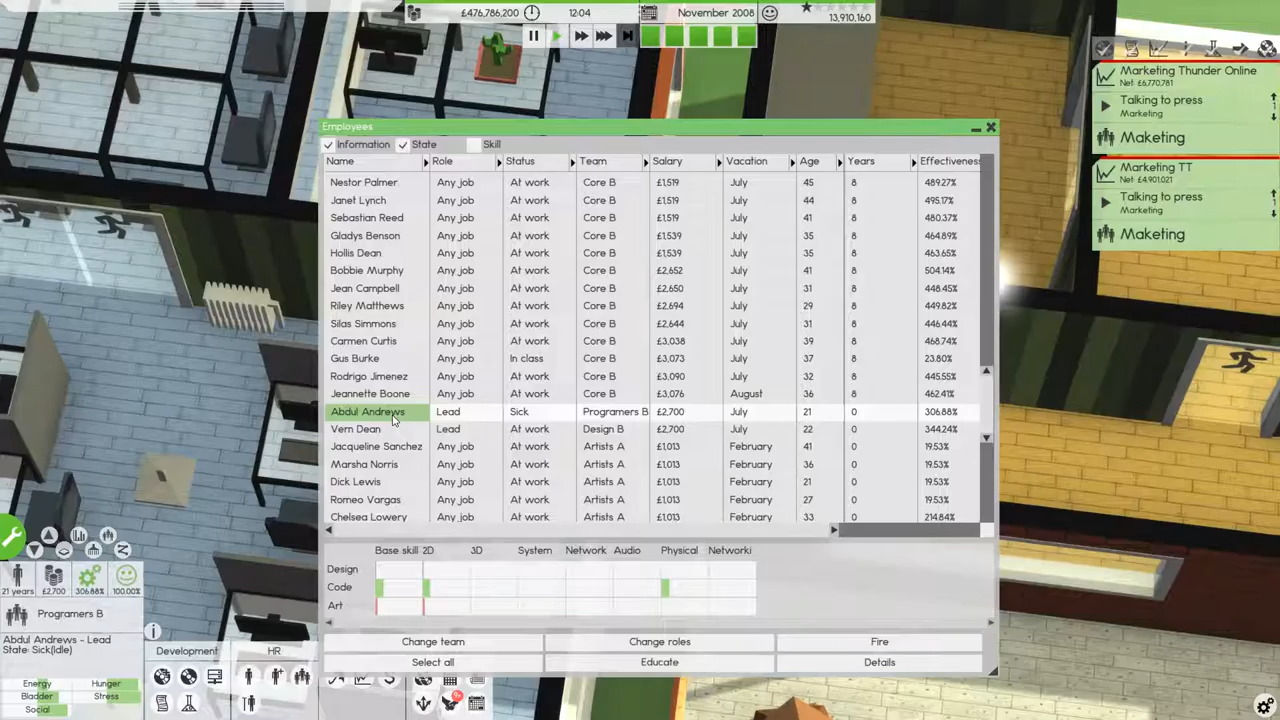 £476,786,200 12:04 November 2008 13,910,160
Marketing Thunder Online
Net: £6,770,781
Talking to press
Marketing
1
Maketing
Marketing TT
Net: £4,901,021
Talking to press
Marketing
1
Maketing
Employees
Information State Skill
Name Role Status Team Salary Vacation Age Years Effectiveness
Nestor Palmer Any job At work Core B £1,519 July 45 8 489.27%
Janet Lynch Any job At work Core B £1,519 July 44 8 495.17%
Sebastian Reed Any job At work Core B £1,519 July 41 8 480.37%
Gladys Benson Any job At work Core B £1,539 July 35 8 464.89%
Hollis Dean Any job At work Core B £1,539 July 35 8 463.65%
Bobbie Murphy Any job At work Core B £2,652 July 41 8 504.14%
Jean Campbell Any job At work Core B £2,650 July 31 8 448.45%
Riley Matthews Any job At work Core B £2,694 July 29 8 449.82%
Silas Simmons Any job At work Core B £2,644 July 31 8 446.44%
Carmen Curtis Any job At work Core B £3,038 July 39 8 468.74%
Gus Burke Any job In class Core B £3,073 July 37 8 23.80%
Rodrigo Jimenez Any job At work Core B £3,090 July 32 8 445.55%
Jeannette Boone Any job At work Core B £3,076 August 36 8 462.41%
Abdul Andrews Lead Sick Programers B £2,700 July 21 0 306.88%
Vern Dean Lead At work Design B £2,700 July 22 0 344.24%
Jacqueline Sanchez Any job At work Artists A £1,013 February 41 0 19.53%
Marsha Norris Any job At work Artists A £1,013 February 36 0 19.53%
Dick Lewis Any job At work Artists A £1,013 February 21 0 19.53%
Romeo Vargas Any job At work Artists A £1,013 February 27 0 19.53%
Chelsea Lowery Any job At work Artists A £1,013 February 33 0 214.84%
Base skill 2D 3D System Network Audio Physical Networki
Design
Code
Art
Change team Change roles Fire
Select all Educate Details
21 years £2,700 306.88% 100.00%
Programers B
Abdul Andrews - Lead
State: Sick(Idle)
Energy Hunger
Bladder Stress
Social
Development HR
9+